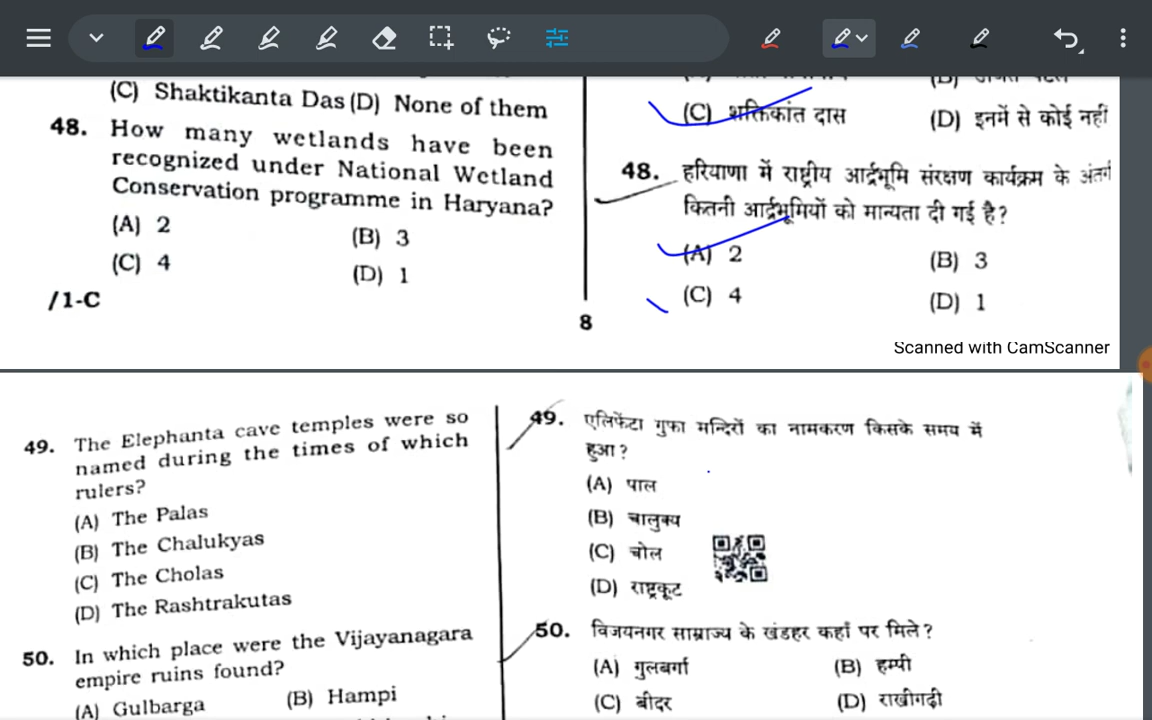 (C) Shaktikanta Das (D) None of them
48. How many wetlands have been
recognized under National Wetland
Conservation programme in Haryana?
(A) 2
(B) 3
(C) 4
(D) 1
/1-C
(C) शक्तिकांत दास
(D) इनमें से कोई नहीं
48. हरियाणा में राष्ट्रीय आर्द्रभूमि संरक्षण कार्यक्रम के
कितनी आर्द्रभूमियों को मान्यता दी गई है?
(A) 2
(B) 3
(C) 4
(D) 1
8
Scanned with CamScanner
49. The Elephanta cave temples were so
named during the times of which
rulers?
(A) The Palas
(B) The Chalukyas
(C) The Cholas
(D) The Rashtrakutas
50. In which place were the Vijayanagara
empire ruins found?
(A) Gulbarga
(B) Hampi
49. एलिफेंटा गुफा मन्दिरों का नामकरण किसके समय में
हुआ?
(A) पाल
(B) चालुक्य
(C) चोल
(D) राष्ट्रकूट
50. विजयनगर साम्राज्य के खंडहर कहाँ पर मिले?
(A) गुलबर्गा
(B) हम्पी
(C) बीदर
(D) राखीगढ़ी